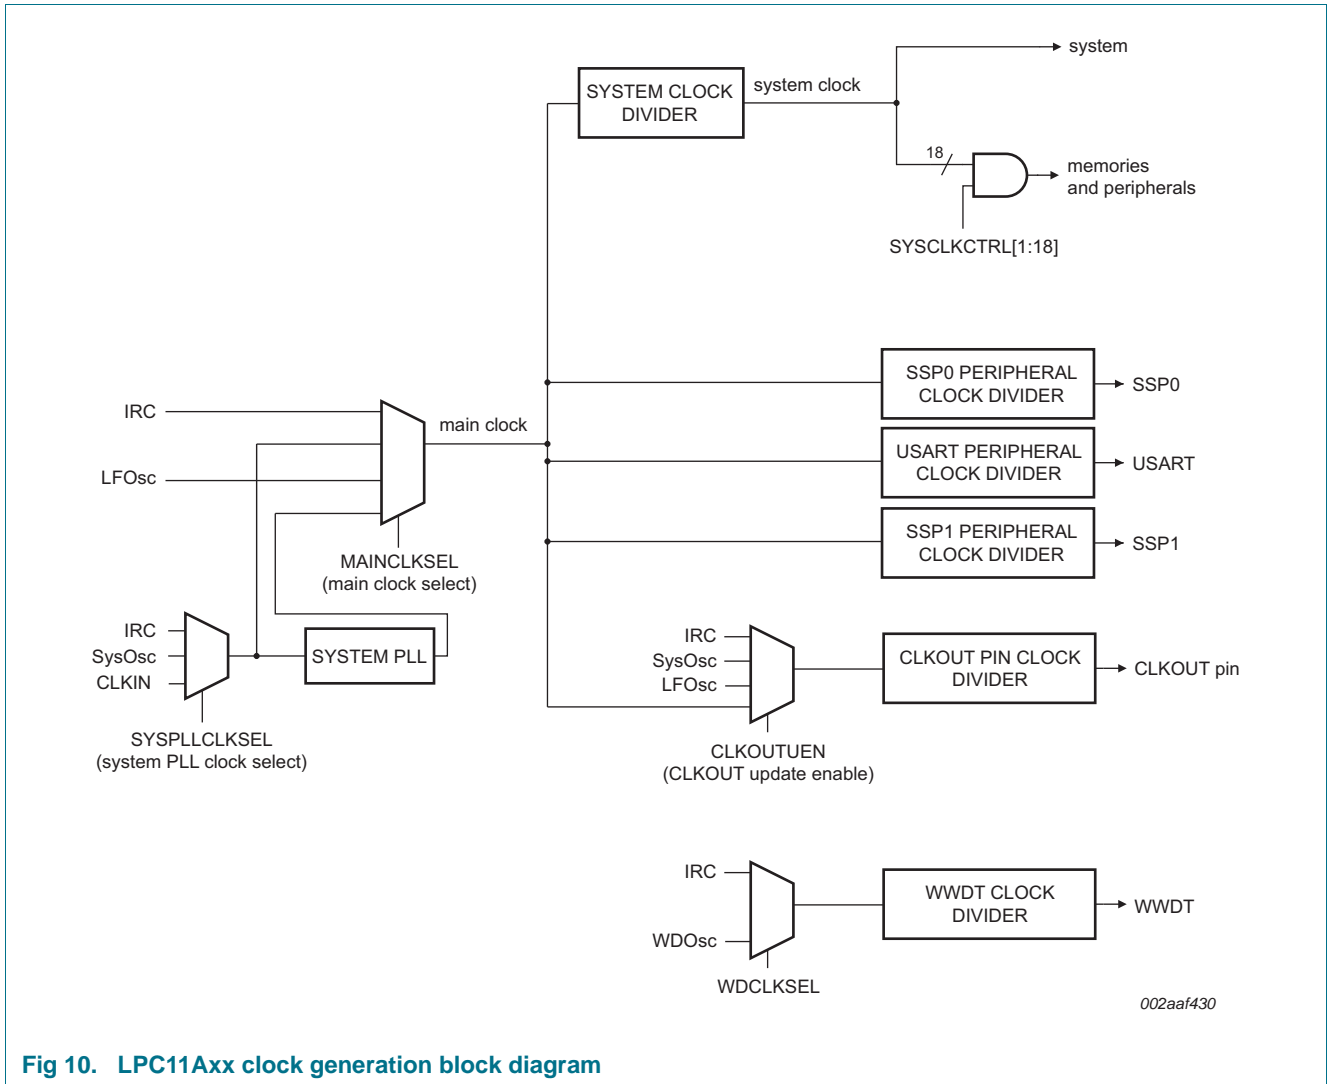 system
SYSTEM CLOCK
DIVIDER
system clock
18
memories
and peripherals
SYSCLKCTRL[1:18]
SSP0 PERIPHERAL
CLOCK DIVIDER
SSP0
IRC
main clock
USART PERIPHERAL
CLOCK DIVIDER
USART
LFOsc
SSP1 PERIPHERAL
CLOCK DIVIDER
SSP1
MAINCLKSEL
(main clock select)
IRC
SysOsc
CLKIN
SYSTEM PLL
SYSPLLCLKSEL
(system PLL clock select)
IRC
SysOsc
LFOsc
CLKOUT PIN CLOCK
DIVIDER
CLKOUT pin
CLKOUTUEN
(CLKOUT update enable)
IRC
WDOsc
WWDT CLOCK
DIVIDER
WWDT
WDCLKSEL
002aaf430
Fig 10. LPC11Axx clock generation block diagram